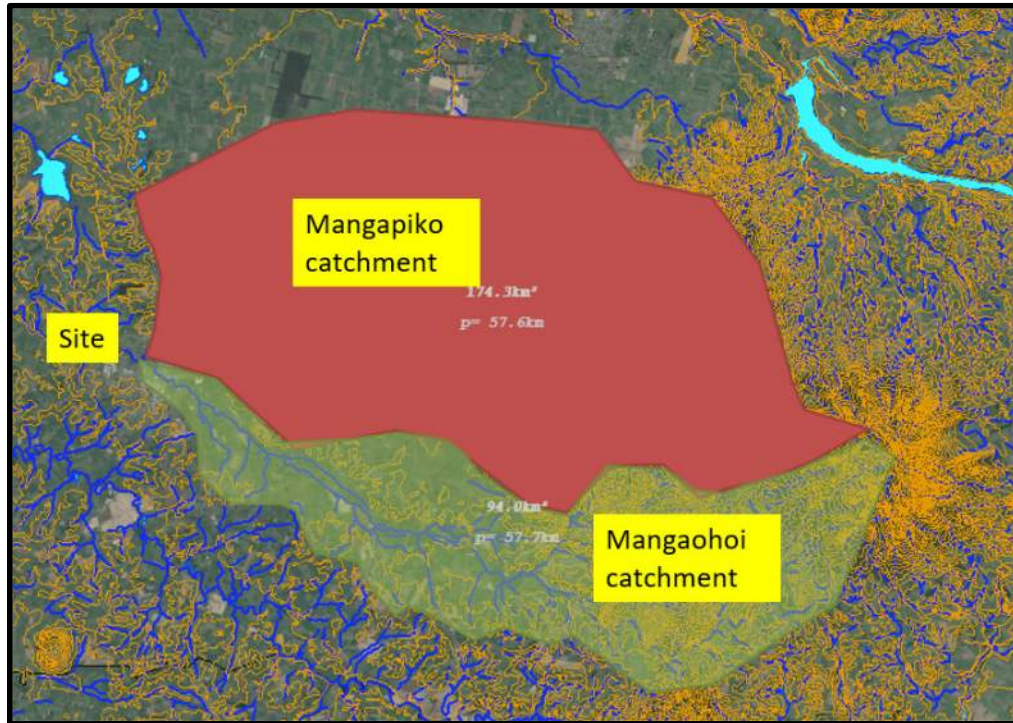 Mangapiko
catchment
174.3km²
p= 57.6km
Site
94.0km²
p= 57.7km
Mangaohoi
catchment